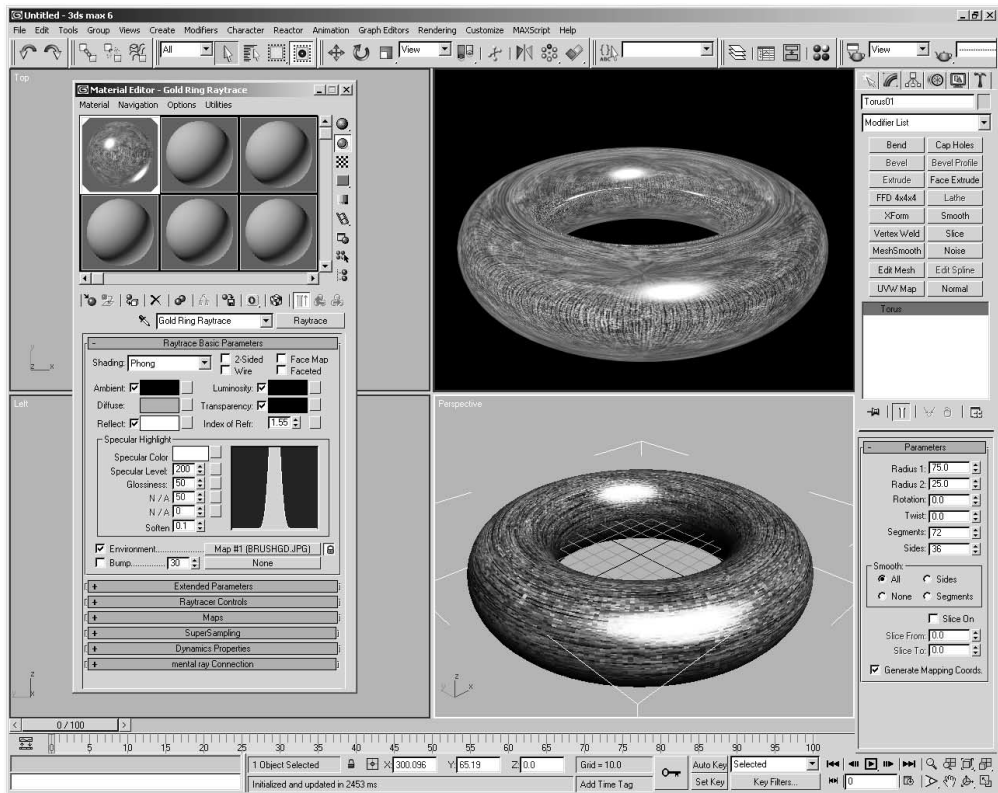 Untitled - 3ds max 6
File Edit Tools Group Views Create Modifiers Character Reactor Animation Graph Editors Rendering Customize MAXScript Help
All View ABC View
Top
Material Editor - Gold Ring Raytrace
Material Navigation Options Utilities
Gold Ring Raytrace Raytrace
- Raytrace Basic Parameters
Shading: Phong 2-Sided Face Map
Wire Faceted
Ambient: Luminosity:
Diffuse: Transparency:
Reflect: Index of Refr: 1.55
Specular Highlight
Specular Color
Specular Level: 200
Glossiness: 50
N / A 50
N / A 0
Soften 0.1
Environment................ Map #1 (BRUSHGD.JPG)
Bump............ 30 None
+ Extended Parameters
+ Raytracer Controls
+ Maps
+ SuperSampling
+ Dynamics Properties
+ mental ray Connection
Left
Perspective
z
x
z
y x
z
y x
Torus01
Modifier List
Bend Cap Holes
Bevel Bevel Profile
Extrude Face Extrude
FFD 4x4x4 Lathe
XForm Smooth
Vertex Weld Slice
MeshSmooth Noise
Edit Mesh Edit Spline
UVW Map Normal
Torus
- Parameters
Radius 1: 75.0
Radius 2: 25.0
Rotation: 0.0
Twist: 0.0
Segments: 72
Sides: 36
Smooth:
All Sides
None Segments
Slice On
Slice From: 0.0
Slice To: 0.0
Generate Mapping Coords.
< 0 / 100 >
0 5 10 15 20 25 30 35 40 45 50 55 60 65 70 75 80 85 90 95 100
1 Object Selected X: 300.096 Y: 65.19 Z: 0.0 Grid = 10.0 Auto Key Selected
Initialized and updated in 2453 ms Add Time Tag Set Key Key Filters... 0